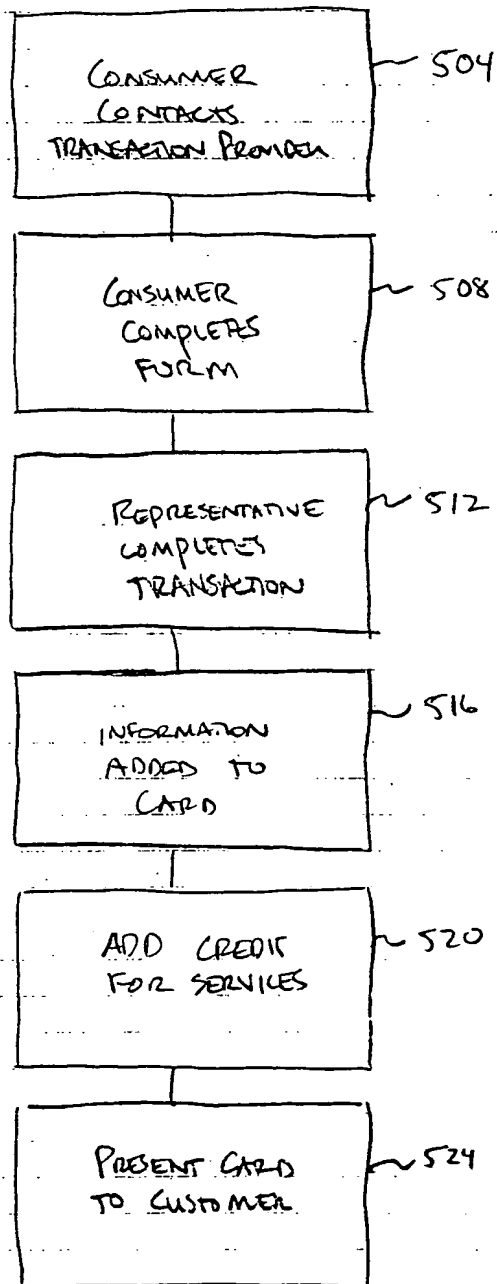 CONSUMER
CONTACTS
TRANSACTION PROVIDER
504
CONSUMER
COMPLETES
FORM
508
REPRESENTATIVE
COMPLETES
TRANSACTION
512
INFORMATION
ADDED TO
CARD
516
ADD CREDIT
FOR SERVICES
520
PRESENT CARD
TO CUSTOMER
524